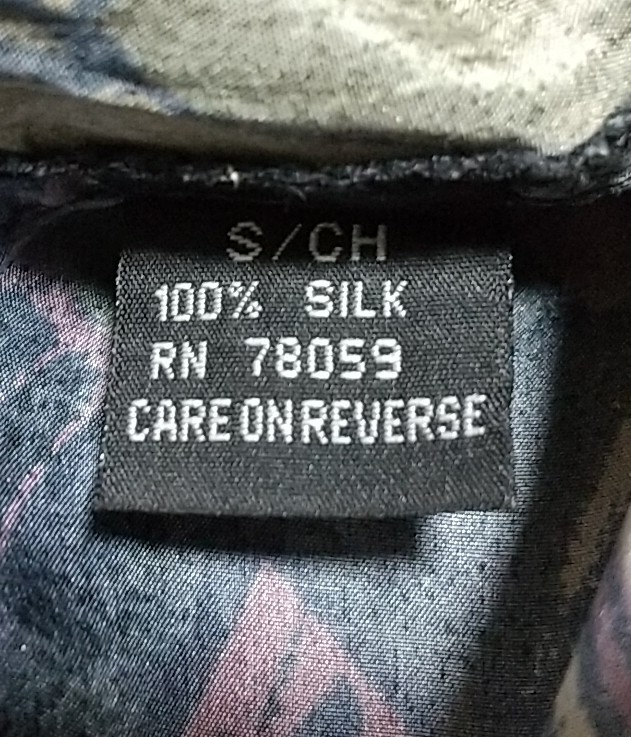 S/CH
100% SILK
RN 78059
CARE ON REVERSE